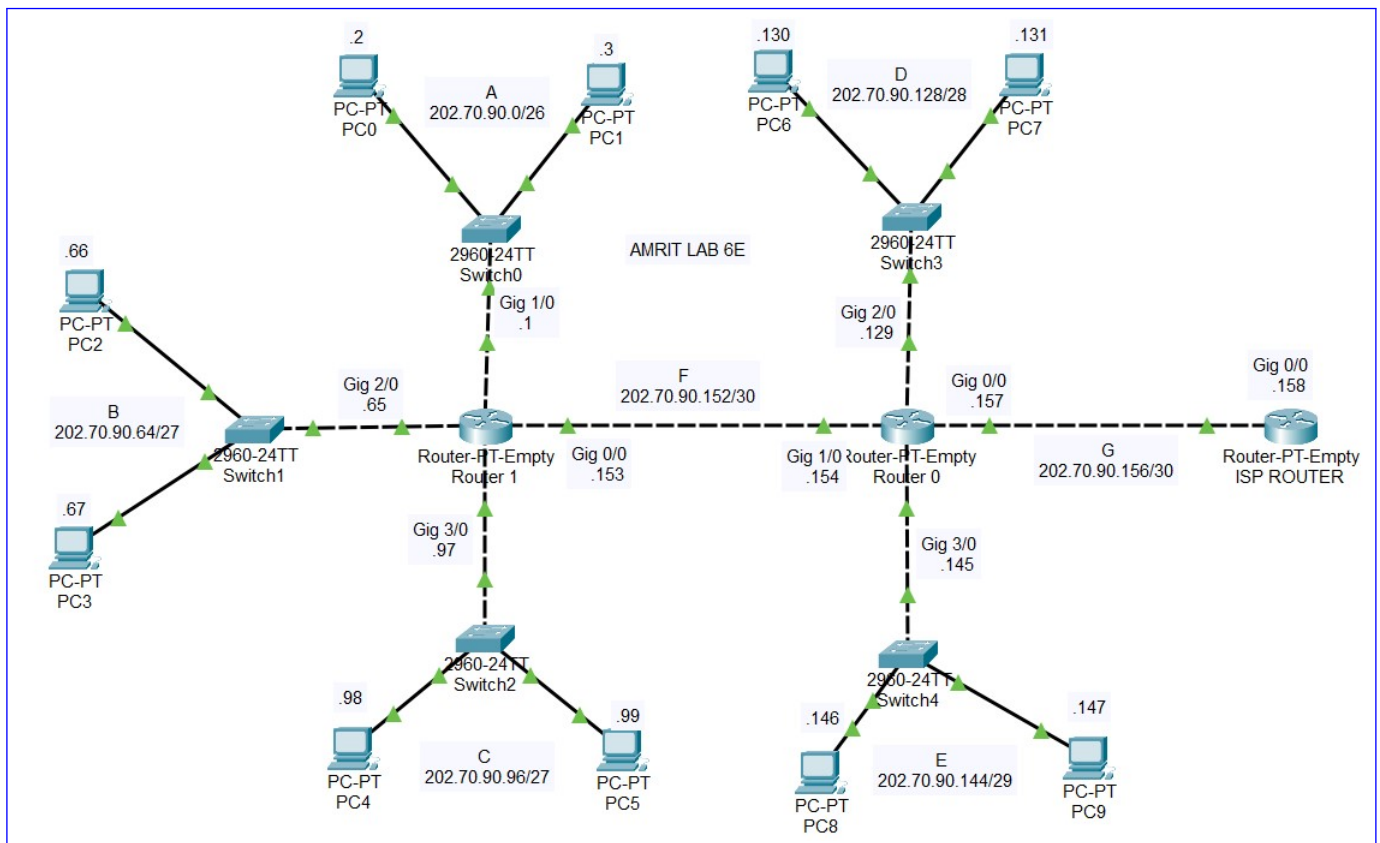 .2
PC-PT
PC0
A
202.70.90.0/26
.3
PC-PT
PC1
2960-24TT
Switch0
Gig 1/0
.1
.130
PC-PT
PC6
D
202.70.90.128/28
.131
PC-PT
PC7
2960-24TT
Switch3
Gig 2/0
.129
AMRIT LAB 6E
.66
PC-PT
PC2
B
202.70.90.64/27
.67
PC-PT
PC3
2960-24TT
Switch1
Gig 2/0
.65
Router-PT-Empty
Router 1
Gig 0/0
.153
F
202.70.90.152/30
Gig 1/0
.154
Router-PT-Empty
Router 0
Gig 0/0
.157
G
202.70.90.156/30
Gig 0/0
.158
Router-PT-Empty
ISP ROUTER
Gig 3/0
.97
2960-24TT
Switch2
.98
PC-PT
PC4
C
202.70.90.96/27
.99
PC-PT
PC5
Gig 3/0
.145
2960-24TT
Switch4
.146
PC-PT
PC8
E
202.70.90.144/29
.147
PC-PT
PC9